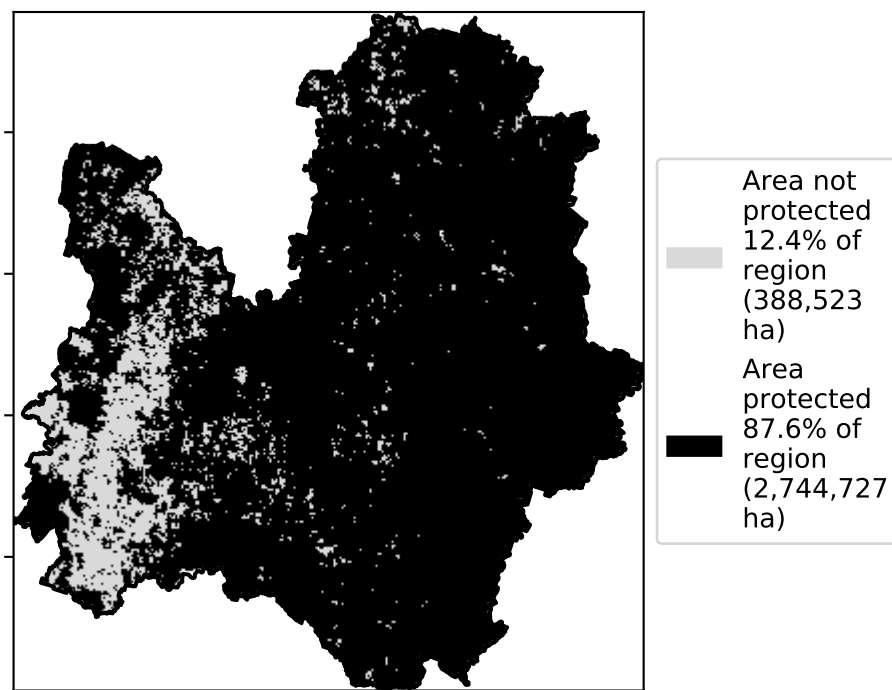 Area not
protected
12.4% of
region
(388,523
ha)
Area
protected
87.6% of
region
(2,744,727
ha)